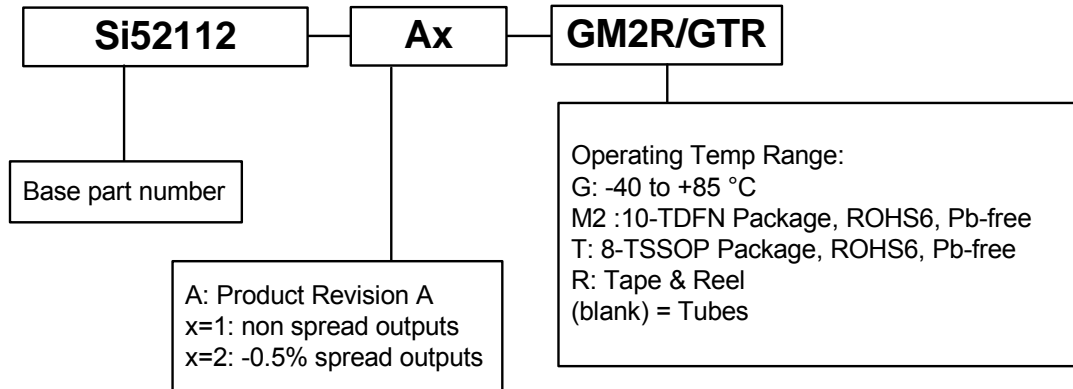 Si52112
Ax
GM2R/GTR
Base part number
A: Product Revision A
x=1: non spread outputs
x=2: -0.5% spread outputs
Operating Temp Range:
G: -40 to +85 °C
M2 :10-TDFN Package, ROHS6, Pb-free
T: 8-TSSOP Package, ROHS6, Pb-free
R: Tape & Reel
(blank) = Tubes